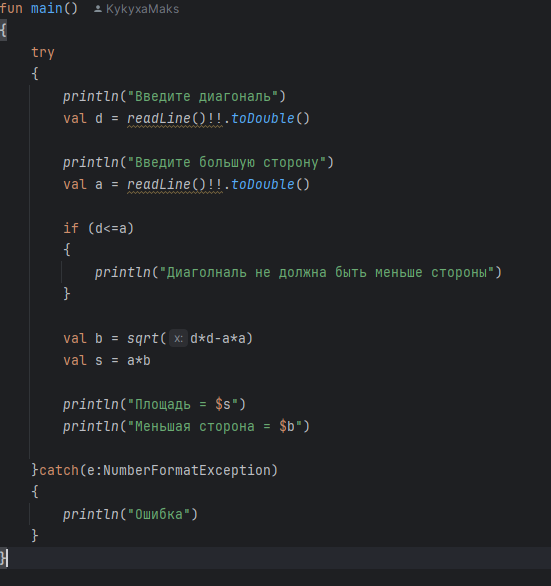 fun main() KykyxaMaks
{
try
{
println("Введите диагональ")
val d = readLine()!!.toDouble()
println("Введите большую сторону")
val a = readLine()!!.toDouble()
if (d<=a)
{
println("Диаголналь не должна быть меньше стороны")
}
val b = sqrt( x: d*d-a*a)
val s = a*b
println("Площадь = $s")
println("Меньшая сторона = $b")
}catch(e:NumberFormatException)
{
println("Ошибка")
}
}